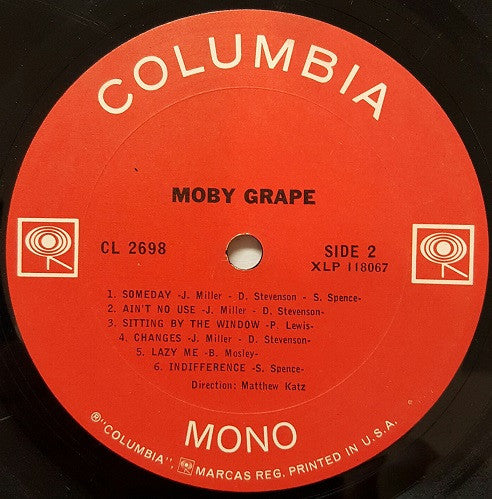 COLUMBIA
MOBY GRAPE
CL 2698
SIDE 2
XLP 118067
1. SOMEDAY -J. Miller - D. Stevenson - S. Spence-
2. AIN'T NO USE -J. Miller - D. Stevenson-
3. SITTING BY THE WINDOW -P. Lewis-
4. CHANGES -J. Miller - D. Stevenson-
5. LAZY ME -B. Mosley-
6. INDIFFERENCE -S. Spence-
Direction: Matthew Katz
MONO
®"COLUMBIA", MARCAS REG. PRINTED IN U.S.A.